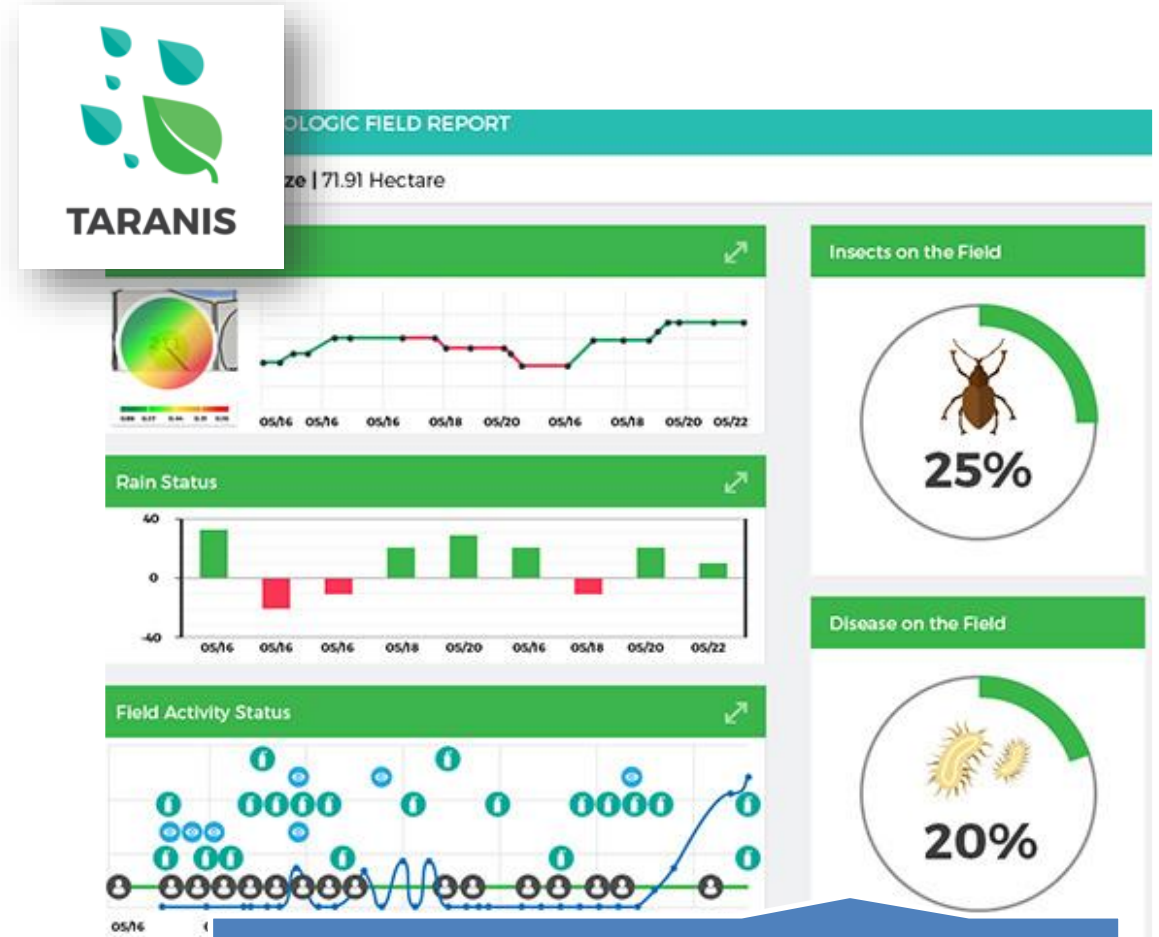 TARANIS
OLOGIC FIELD REPORT
ze | 71.91 Hectare
05/16 05/16 05/16 05/18 05/20 05/16 05/18 05/20 05/22
Rain Status
40
0
-40
05/16 05/16 05/16 05/18 05/20 05/16 05/18 05/20 05/22
Field Activity Status
05/16
Insects on the Field
25%
Disease on the Field
20%